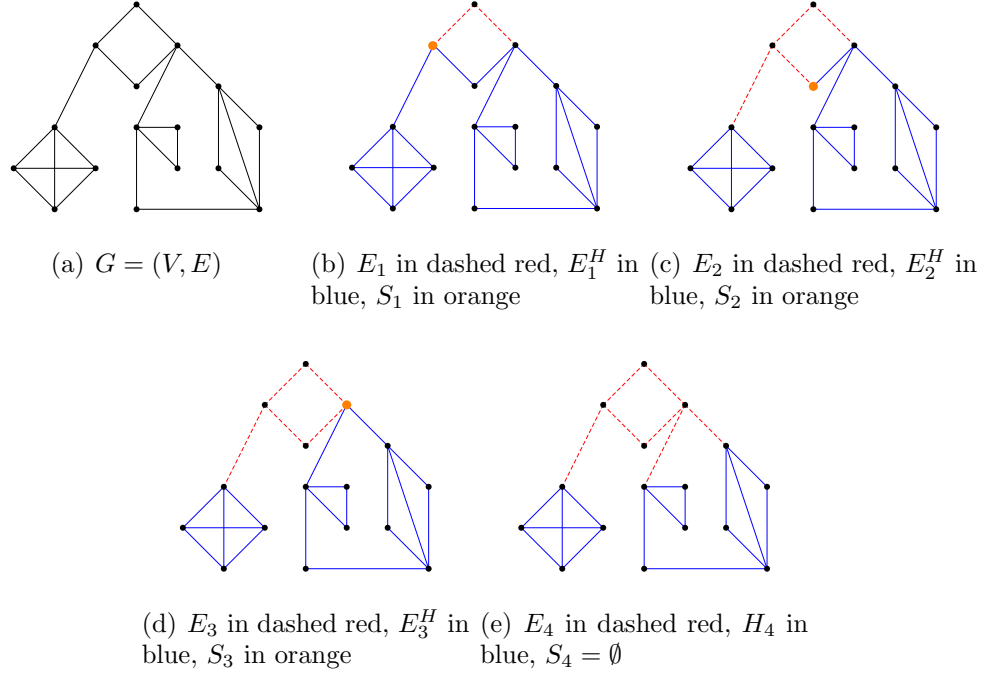 (a) G = (V, E)
(b) E₁ in dashed red, E₁ᴴ in
blue, S₁ in orange
(c) E₂ in dashed red, E₂ᴴ in
blue, S₂ in orange
(d) E₃ in dashed red, E₃ᴴ in
blue, S₃ in orange
(e) E₄ in dashed red, H₄ in
blue, S₄ = ∅